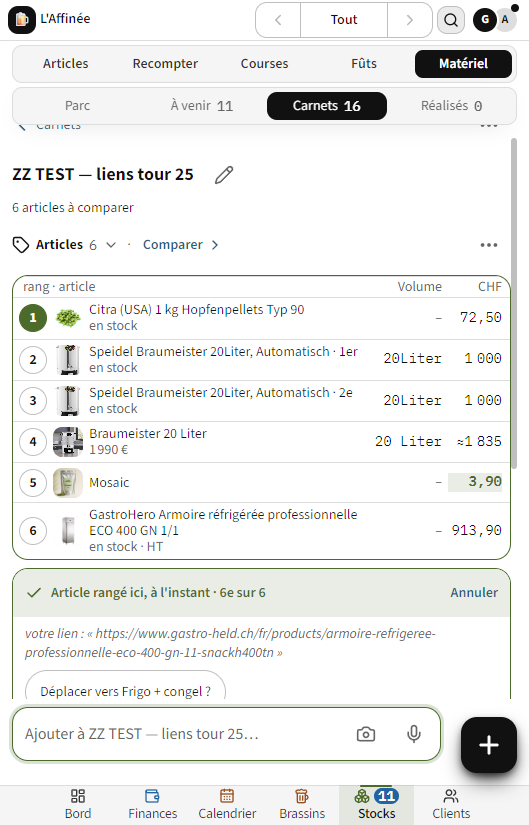 L'Affinée
Tout
G
A
Articles
Recompter
Courses
Fûts
Matériel
Parc
À venir 11
Carnets 16
Réalisés 0
Carnets
ZZ TEST — liens tour 25
6 articles à comparer
Articles 6 · Comparer
rang · article Volume CHF
1 Citra (USA) 1 kg Hopfenpellets Typ 90 – 72,50
en stock
2 Speidel Braumeister 20Liter, Automatisch · 1er 20Liter 1 000
en stock
3 Speidel Braumeister 20Liter, Automatisch · 2e 20Liter 1 000
en stock
4 Braumeister 20 Liter 20 Liter ≈1 835
1 990 €
5 Mosaic – 3,90
6 GastroHero Armoire réfrigérée professionnelle
ECO 400 GN 1/1 – 913,90
en stock · HT
Article rangé ici, à l'instant · 6e sur 6 Annuler
votre lien : « https://www.gastro-held.ch/fr/products/armoire-refrigeree-
professionnelle-eco-400-gn-11-snackh400tn »
Déplacer vers Frigo + congel ?
Ajouter à ZZ TEST — liens tour 25…
11
Bord
Finances
Calendrier
Brassins
Stocks
Clients